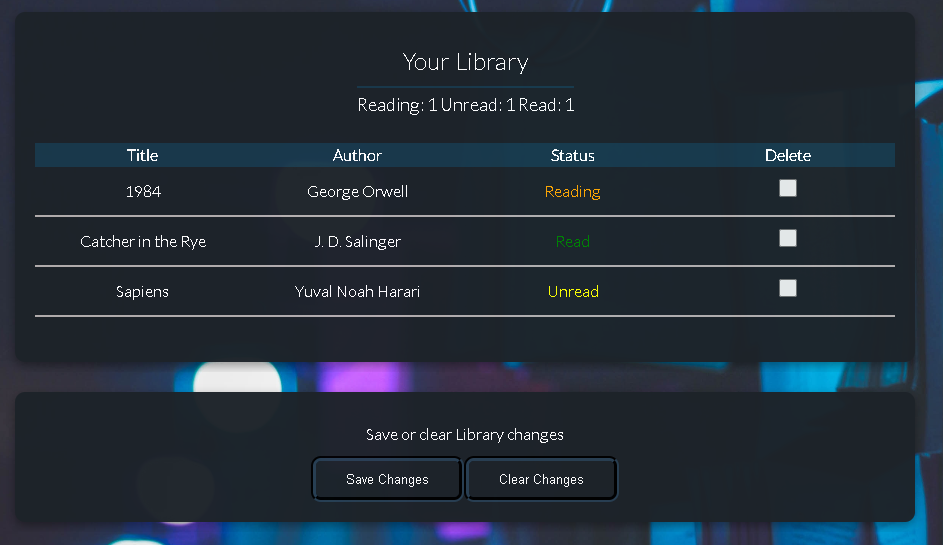 Your Library
Reading: 1 Unread: 1 Read: 1
Title Author Status Delete
1984 George Orwell Reading
Catcher in the Rye J. D. Salinger Read
Sapiens Yuval Noah Harari Unread
Save or clear Library changes
Save Changes Clear Changes